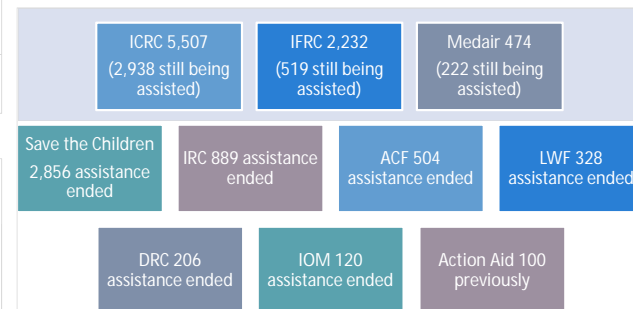 ICRC 5,507
(2,938 still being
assisted)
IFRC 2,232
(519 still being
assisted)
Medair 474
(222 still being
assisted)
Save the Children
2,856 assistance
ended
IRC 889 assistance
ended
ACF 504
assistance ended
LWF 328
assistance ended
DRC 206
assistance ended
IOM 120
assistance ended
Action Aid 100
previously